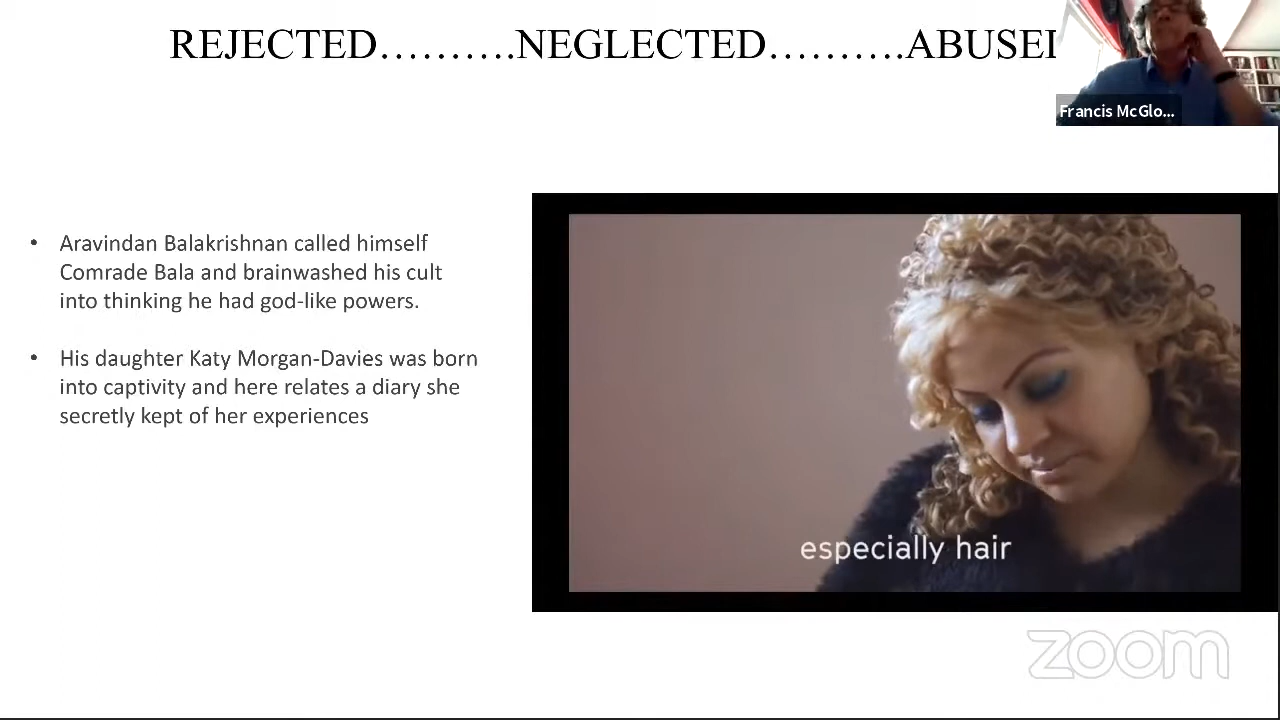 REJECTED……….NEGLECTED……….ABUSE
Francis McGlo...
• Aravindan Balakrishnan called himself
Comrade Bala and brainwashed his cult
into thinking he had god-like powers.
• His daughter Katy Morgan-Davies was born
into captivity and here relates a diary she
secretly kept of her experiences
especially hair
zoom